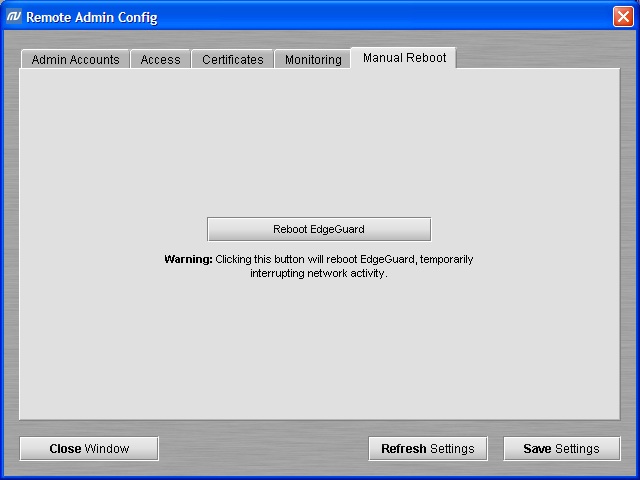 Remote Admin Config
Admin Accounts Access Certificates Monitoring Manual Reboot
Reboot EdgeGuard
Warning: Clicking this button will reboot EdgeGuard, temporarily
interrupting network activity.
Close Window Refresh Settings Save Settings